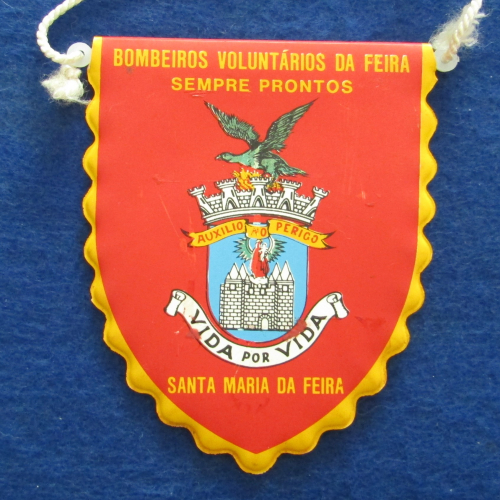 BOMBEIROS VOLUNTÁRIOS DA FEIRA
SEMPRE PRONTOS
AUXILIO NO PERIGO
VIDA POR VIDA
SANTA MARIA DA FEIRA